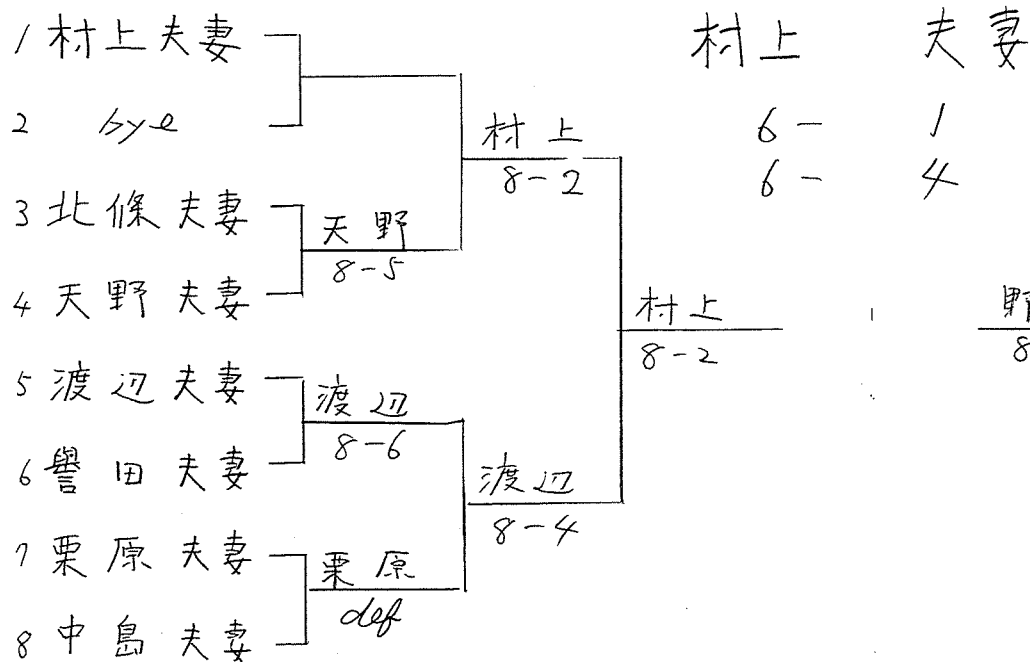 1 村上夫妻
2 bye
3 北條夫妻
4 天野夫妻
5 渡辺夫妻
6 譽田夫妻
7 栗原夫妻
8 中島夫妻
天野
8-5
渡辺
8-6
栗原
def
村上
8-2
渡辺
8-4
村上
8-2
村上 夫妻
6- 1
6- 4
野
8